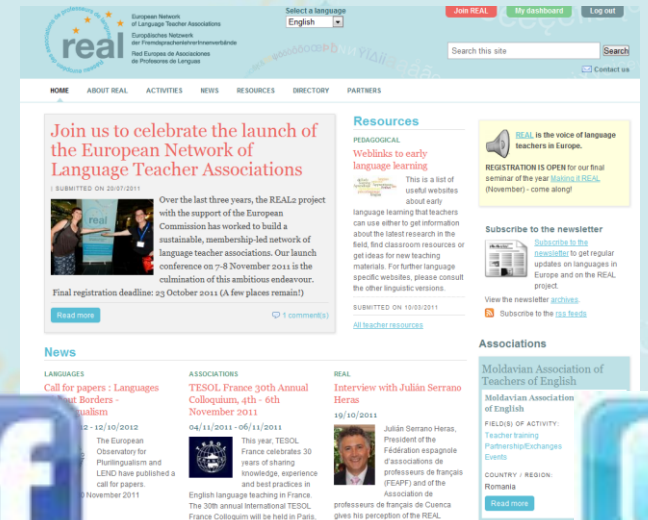 real
European Network
of Language Teacher Associations
Europäisches Netzwerk
der FremdsprachenlehrerInnenverbände
Red Europea de Asociaciones
de Profesores de Lenguas
Select a language
English
Join REAL
My dashboard
Log out
Search this site
Search
Contact us
HOME ABOUT REAL ACTIVITIES NEWS RESOURCES DIRECTORY PARTNERS
Join us to celebrate the launch of
the European Network of
Language Teacher Associations
| SUBMITTED ON 20/07/2011
real
Over the last three years, the REAL2 project
with the support of the European
Commission has worked to build a
sustainable, membership-led network of
language teacher associations. Our launch
conference on 7-8 November 2011 is the
culmination of this ambitious endeavour.
Final registration deadline: 23 October 2011 (A few places remain!)
Read more
1 comment(s)
Resources
PEDAGOGICAL
Weblinks to early
language learning
This is a list of
useful websites
about early
language learning that teachers
can use either to get information
about the latest research in the
field, find classroom resources or
get ideas for new teaching
materials. For further language
specific websites, please consult
the other linguistic versions.
SUBMITTED ON 10/03/2011
All teacher resources
REAL is the voice of language
teachers in Europe.
REGISTRATION IS OPEN for our final
seminar of the year Making it REAL
(November) - come along!
Subscribe to the newsletter
Subscribe to the
newsletter to get regular
updates on languages in
Europe and on the REAL
project.
View the newsletter archives.
Subscribe to the rss feeds
Associations
Moldavian Association of
Teachers of English
Moldavian Association
of English
FIELD(S) OF ACTIVITY:
Teacher training
Partnership/Exchanges
Events
COUNTRY / REGION:
Romania
Read more
News
LANGUAGES
Call for papers : Languages
Borders -
12/10/2012
The European
Observatory for
Plurilingualism and
LEND have published a
call for papers.
November 2011
ASSOCIATIONS
TESOL France 30th Annual
Colloquium, 4th - 6th
November 2011
04/11/2011 - 06/11/2011
This year, TESOL
France celebrates 30
years of sharing
knowledge, experience
and best practices in
English language teaching in France.
The 30th annual International TESOL
France Colloquium will be held in Paris,
REAL
Interview with Julián Serrano
Heras
19/10/2011
Julián Serrano Heras,
President of the
Fédération espagnole
d'associations de
professeurs de français
(FEAPF) and of the
Association de
professeurs de français de Cuenca
gives his perception of the REAL